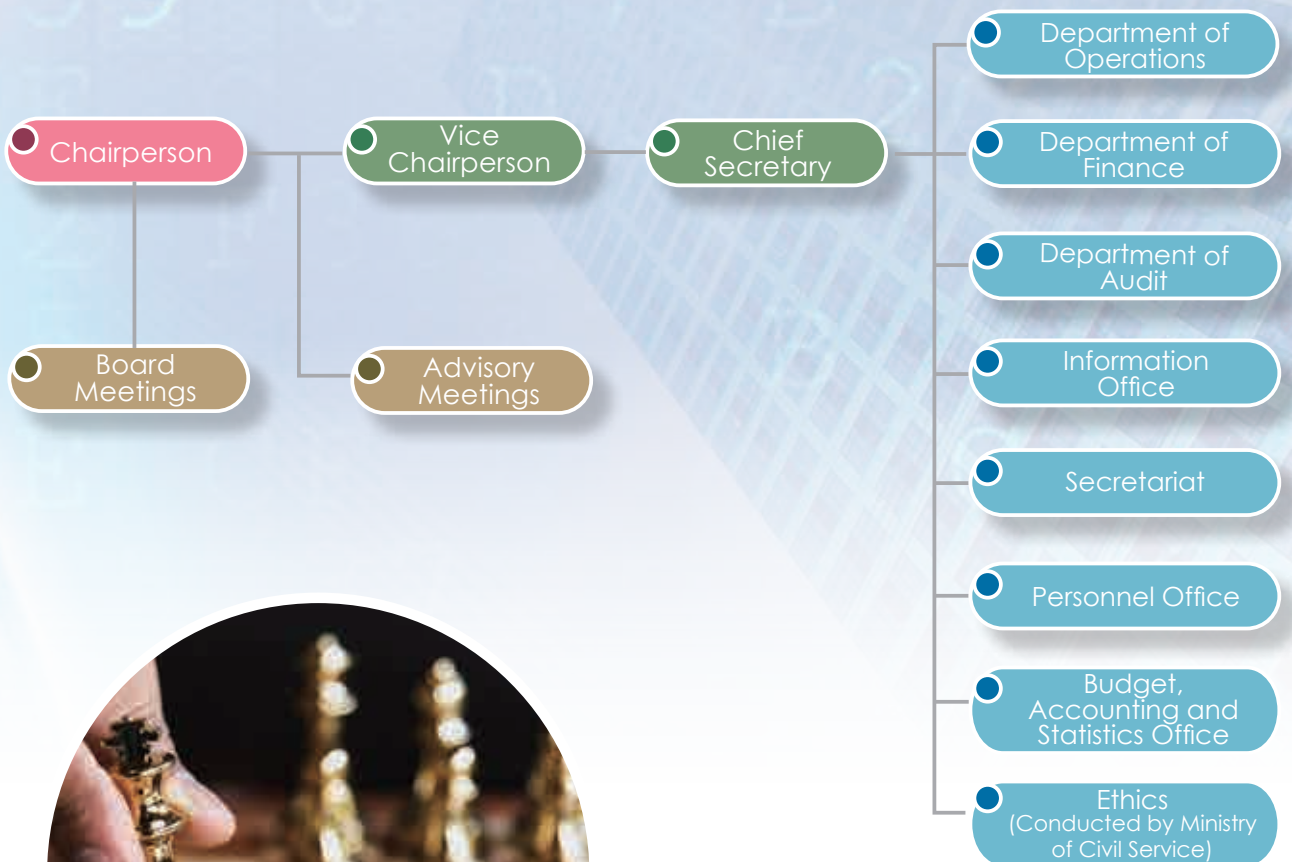 Chairperson
Vice
Chairperson
Chief
Secretary
Board
Meetings
Advisory
Meetings
Department of
Operations
Department of
Finance
Department of
Audit
Information
Office
Secretariat
Personnel Office
Budget,
Accounting and
Statistics Office
Ethics
(Conducted by Ministry
of Civil Service)